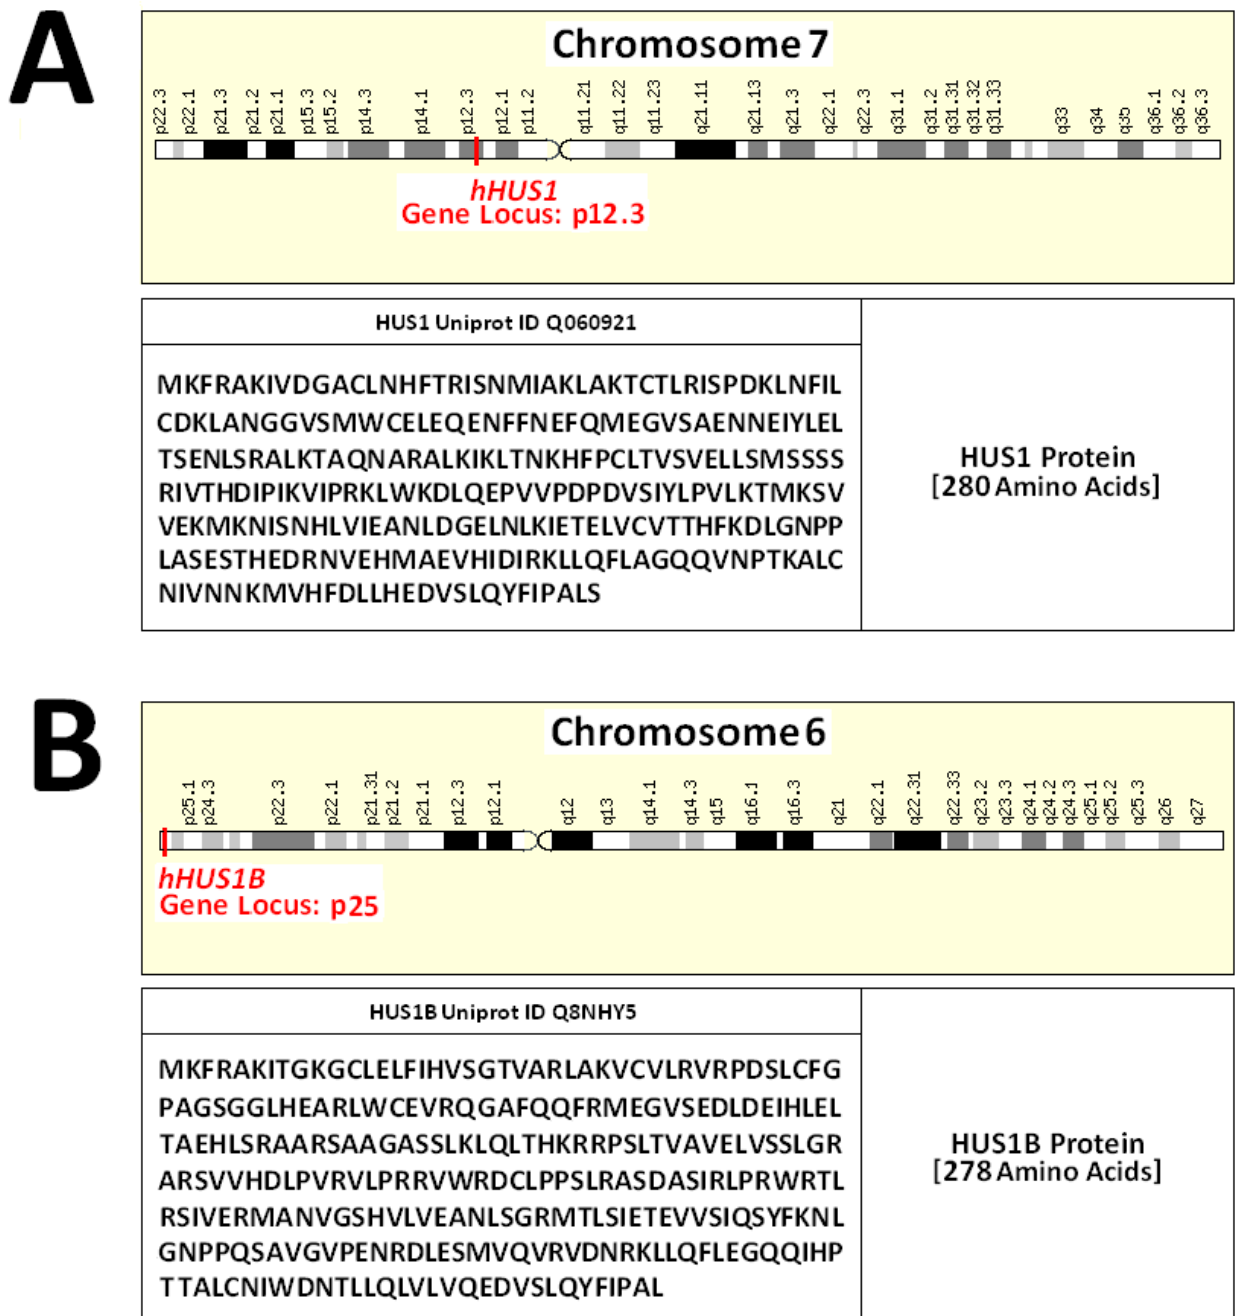 A
Chromosome 7
p22.3 p22.1 p21.3 p21.2 p21.1 p15.3 p15.2 p14.3 p14.1 p12.3 p12.1 p11.2 q11.21 q11.22 q11.23 q21.11 q21.13 q21.3 q22.1 q22.3 q31.1 q31.2 q31.31 q31.32 q31.33 q33 q34 q35 q36.1 q36.2 q36.3
hHUS1
Gene Locus: p12.3
HUS1 Uniprot ID Q060921
MKFRAKIVDGACLNHFTRISNMIAKLAKTCTLRISPDKLNFIL
CDKLANGGVSMWCELEQENFFNEFQMEGVSAENNEIYLEL
TSENLSRALKTAQNARALKIKLTNKHFPCLTVSVELLSMSSSS
RIVTHDIPIKVIPRKLWKDLQEPVVPDPDVSIYLPVLKTMKSV
VEKMKNISNHLVIEANLDGELNLKIETELVCVTTHFKDLGNPP
LASESTHEDRNVEHMAEVHIDIRKLLQFLAGQQVNPTKALC
NIVNNKMVHFDLLHEDVSLQYFIPALS
HUS1 Protein
[280 Amino Acids]
B
Chromosome 6
p25.1 p24.3 p22.3 p22.1 p21.31 p21.2 p21.1 p12.3 p12.1 q12 q13 q14.1 q14.3 q15 q16.1 q16.3 q21 q22.1 q22.31 q22.33 q23.2 q23.3 q24.1 q24.2 q24.3 q25.1 q25.2 q25.3 q26 q27
hHUS1B
Gene Locus: p25
HUS1B Uniprot ID Q8NHY5
MKFRAKITGKGCLELFIHVSGTVARLAKVCVLRVRPDSLCFG
PAGSGGLHEARLWCEVRQGAFQQFRMEGVSEDLDEIHLEL
TAEHLSRAARSAAGASSLKLQLTHKRRPSLTVAVELVSSLGR
ARSVVHDLPVRVLPRRVWRDCLPPSLRASDASIRLPRWRTL
RSIVERMANVGSHVLVEANLSGRMTLSIETEVVSIQSYFKNL
GNPPQSAVGVPENRDLESMVQVRVDNRKLLQFLEGQQIHP
TTALCNIWDNTLLQLVLVQEDVSLQYFIPAL
HUS1B Protein
[278 Amino Acids]